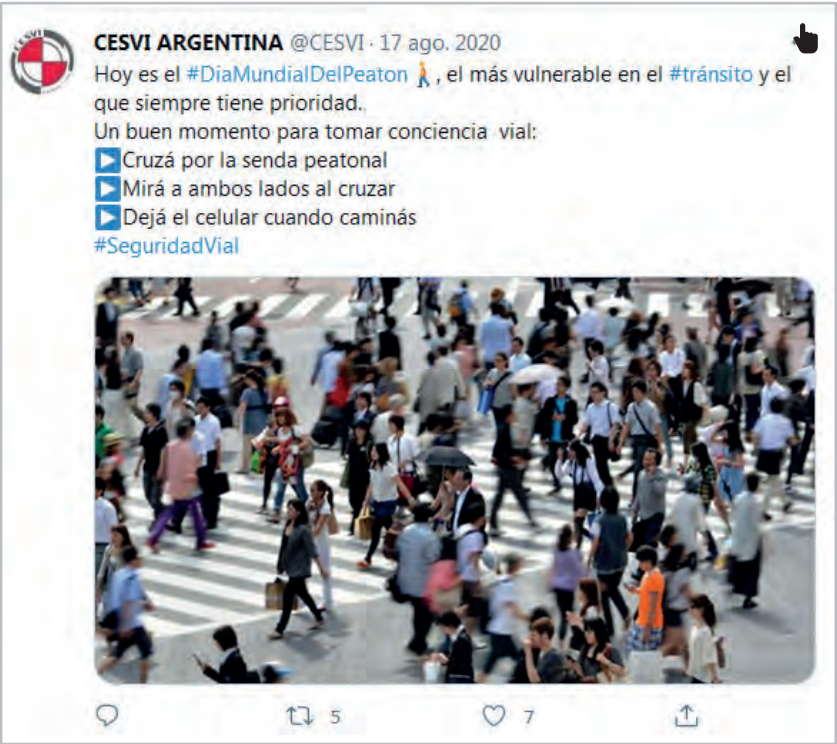 CESVI
CESVI ARGENTINA @CESVI · 17 ago. 2020
Hoy es el #DiaMundialDelPeaton 🚶, el más vulnerable en el #tránsito y el
que siempre tiene prioridad.
Un buen momento para tomar conciencia vial:
▶Cruzá por la senda peatonal
▶Mirá a ambos lados al cruzar
▶Dejá el celular cuando caminás
#SeguridadVial
5 7